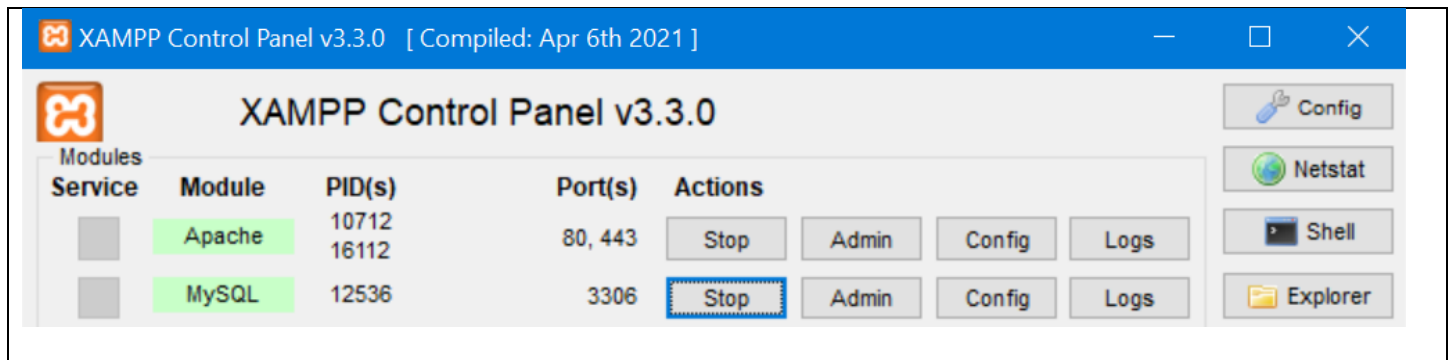 XAMPP Control Panel v3.3.0 [ Compiled: Apr 6th 2021 ]
XAMPP Control Panel v3.3.0
Config
Modules
Netstat
Service Module PID(s) Port(s) Actions
Apache 10712 16112 80, 443 Stop Admin Config Logs
Shell
MySQL 12536 3306 Stop Admin Config Logs
Explorer